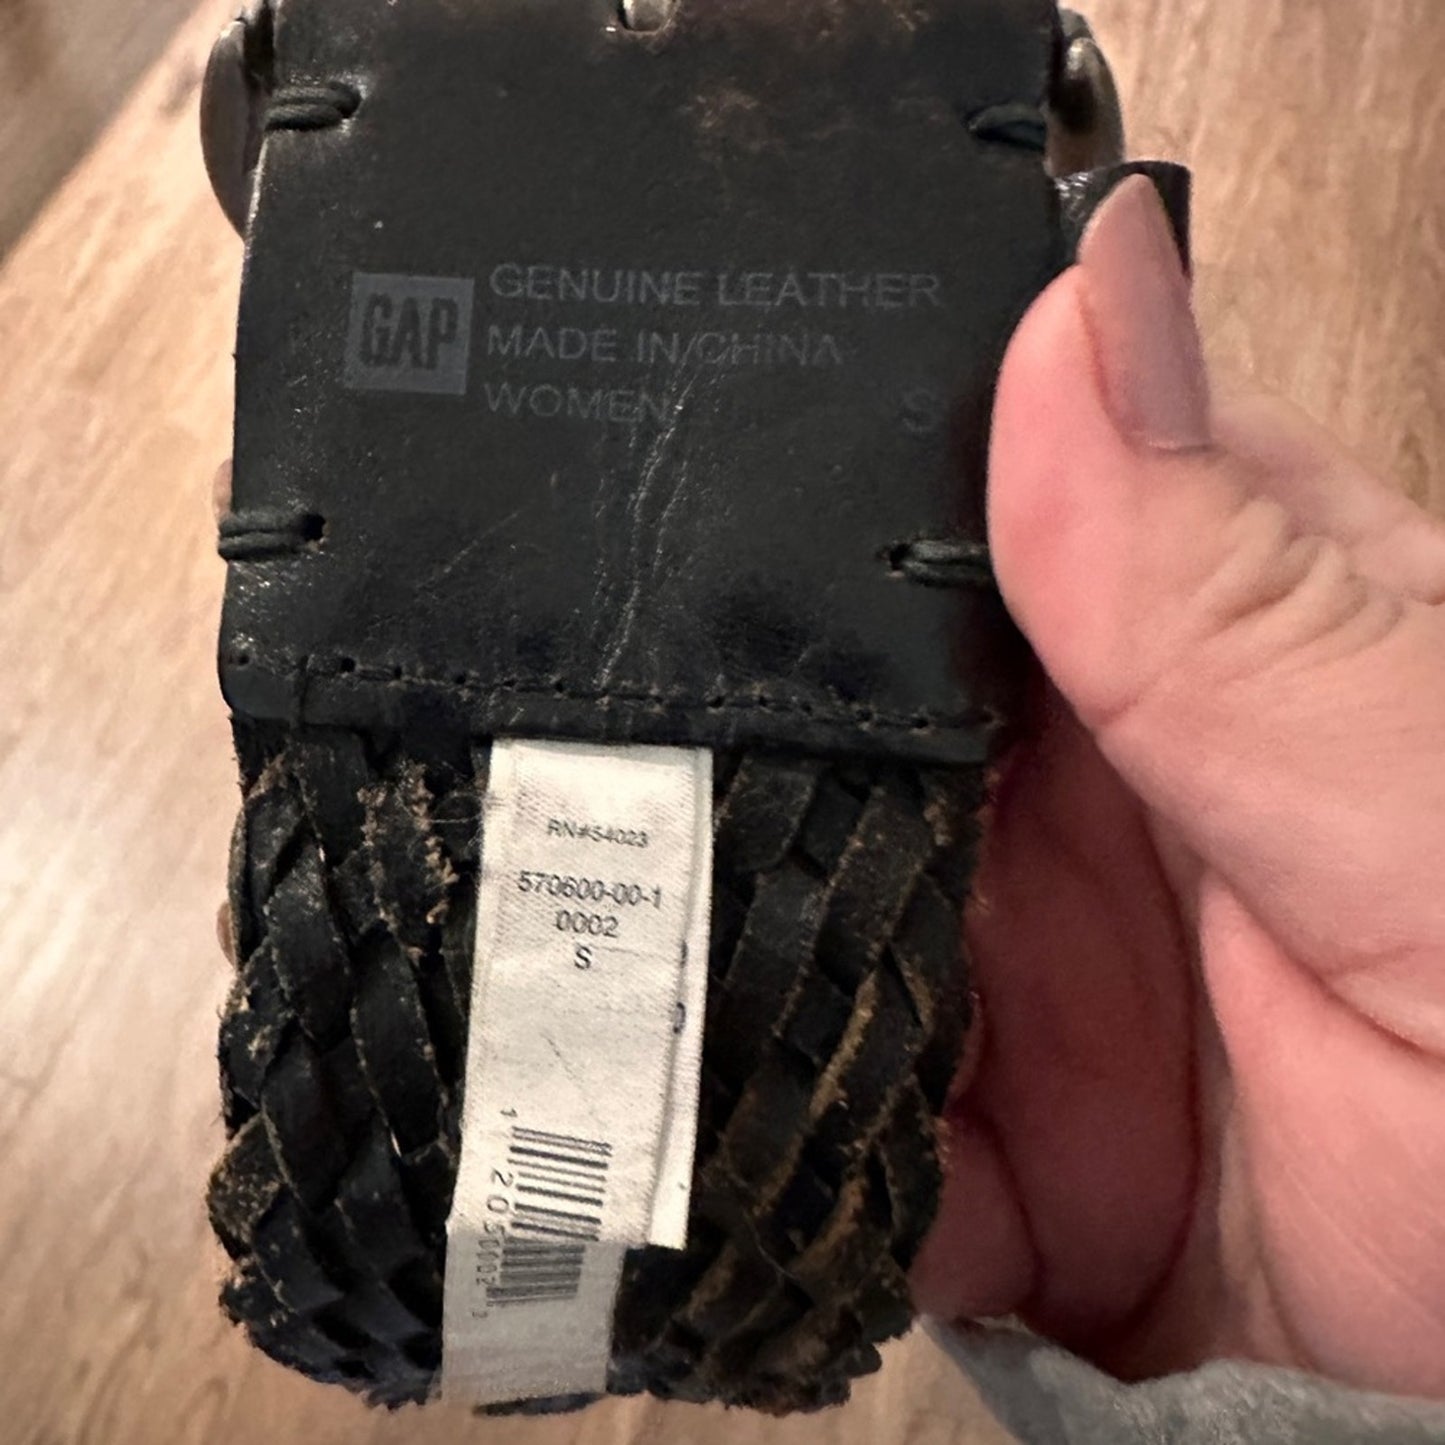 GAP
GENUINE LEATHER
MADE IN CHINA
WOMEN
S
RN#54023
570600-00-1
0002
S